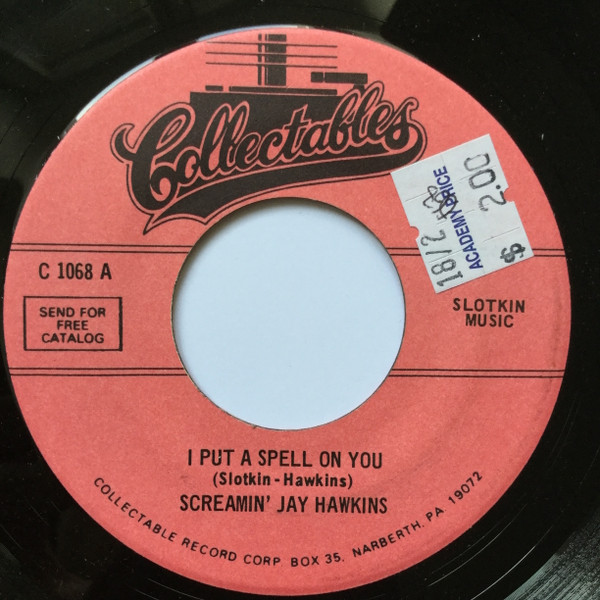 Collectables
C 1068 A
SEND FOR
FREE
CATALOG
ACADEMY PRICE
$ 2.00
SLOTKIN
MUSIC
I PUT A SPELL ON YOU
(Slotkin-Hawkins)
SCREAMIN' JAY HAWKINS
COLLECTABLE RECORD CORP BOX 35, NARBERTH, PA 19072